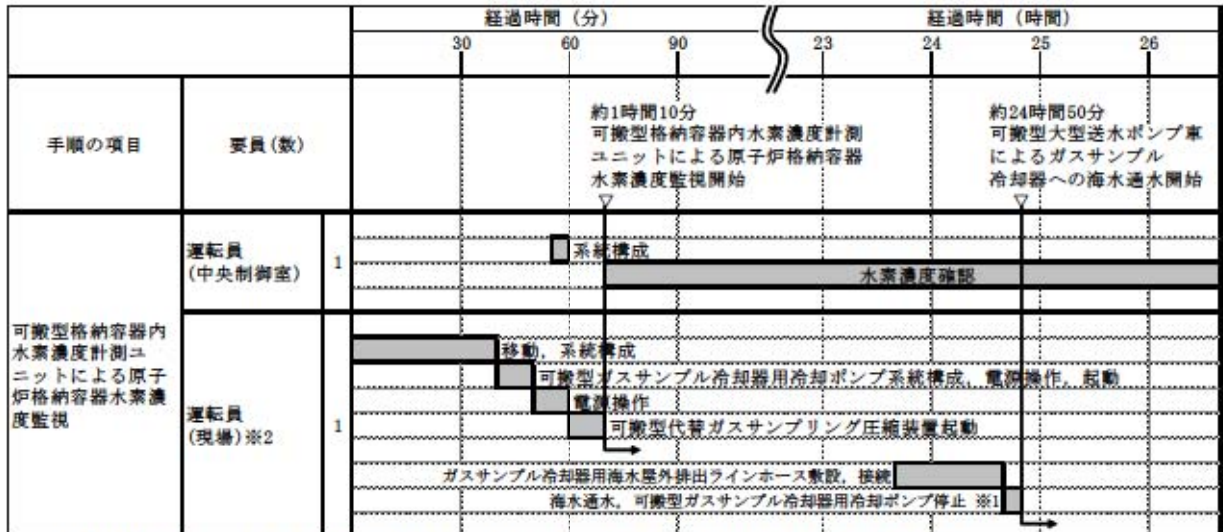 経過時間（分）
経過時間（時間）
30
60
90
23
24
25
26
手順の項目
要員(数)
約1時間10分
可搬型格納容器内水素濃度計測
ユニットによる原子炉格納容器
水素濃度監視開始
▽
約24時間50分
可搬型大型送水ポンプ車
によるガスサンプル
冷却器への海水通水開始
▽
可搬型格納容器内
水素濃度計測ユ
ニットによる原子
炉格納容器水素濃
度監視
運転員
(中央制御室)
1
系統構成
水素濃度確認
運転員
(現場)※2
1
移動，系統構成
可搬型ガスサンプル冷却器用冷却ポンプ系統構成，電源操作，起動
電源操作
可搬型代替ガスサンプリング圧縮装置起動
ガスサンプル冷却器用海水屋外排出ラインホース敷設，接続
海水通水，可搬型ガスサンプル冷却器用冷却ポンプ停止 ※1